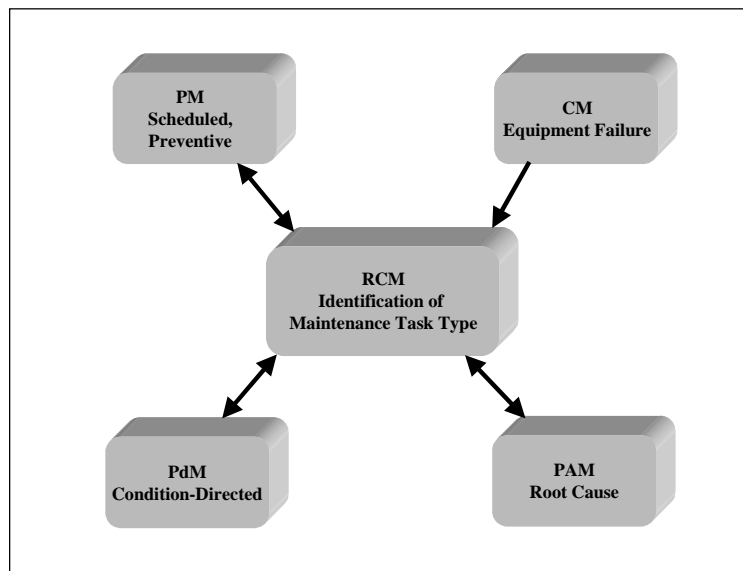 PM
Scheduled,
Preventive
CM
Equipment Failure
RCM
Identification of
Maintenance Task Type
PdM
Condition-Directed
PAM
Root Cause